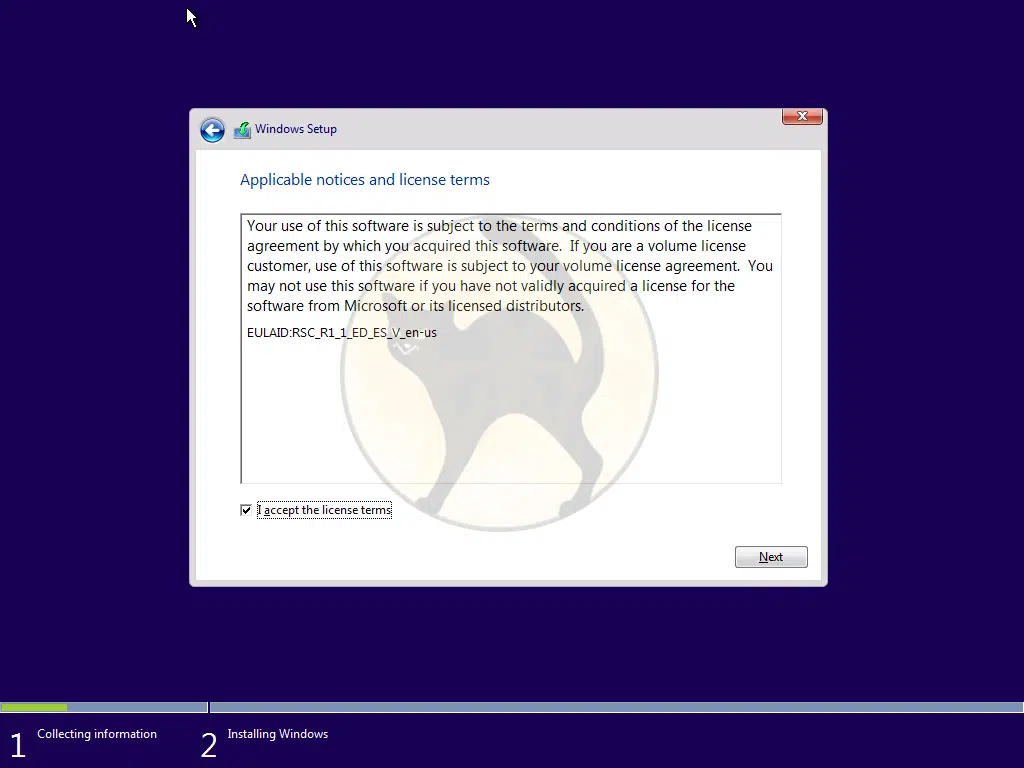 Windows Setup
Applicable notices and license terms
Your use of this software is subject to the terms and conditions of the license
agreement by which you acquired this software.  If you are a volume license
customer, use of this software is subject to your volume license agreement.  You
may not use this software if you have not validly acquired a license for the
software from Microsoft or its licensed distributors.
EULAID:RSC_R1_1_ED_ES_V_en-us
I accept the license terms
Next
1 Collecting information
2 Installing Windows